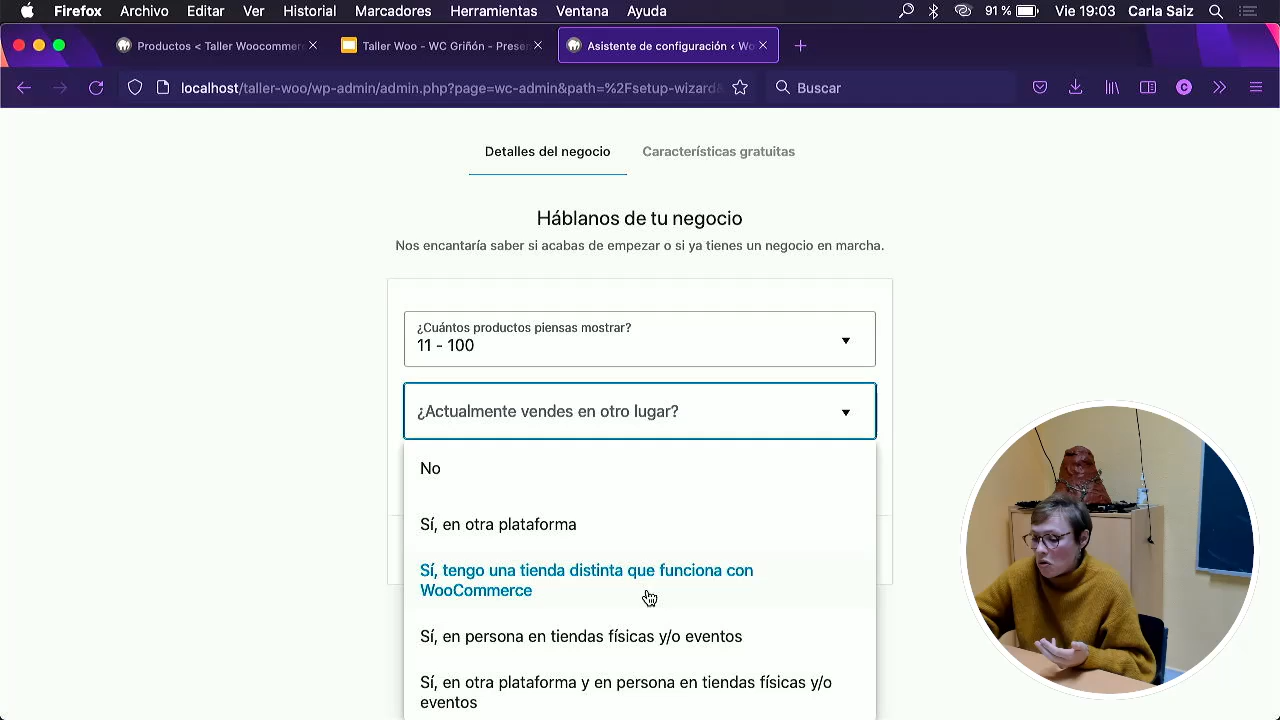 Firefox Archivo Editar Ver Historial Marcadores Herramientas Ventana Ayuda 91 % Vie 19:03 Carla Saiz
Productos < Taller Woocommer
Taller Woo - WC Griñón - Prese
Asistente de configuración ‹ Wo
localhost/taller-woo/wp-admin/admin.php?page=wc-admin&path=%2Fsetup-wizard&
Buscar
C
Detalles del negocio Características gratuitas
Háblanos de tu negocio
Nos encantaría saber si acabas de empezar o si ya tienes un negocio en marcha.
¿Cuántos productos piensas mostrar?
11 - 100
¿Actualmente vendes en otro lugar?
No
Sí, en otra plataforma
Sí, tengo una tienda distinta que funciona con
WooCommerce
Sí, en persona en tiendas físicas y/o eventos
Sí, en otra plataforma y en persona en tiendas físicas y/o
eventos